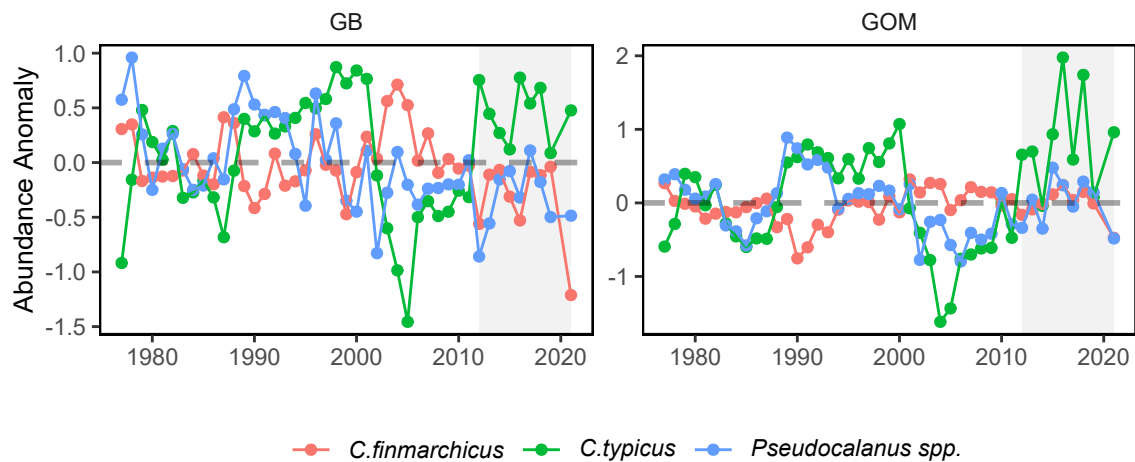 GB
GOM
Abundance Anomaly
1.0
0.5
0.0
-0.5
-1.0
-1.5
2
1
0
-1
1980 1990 2000 2010 2020
1980 1990 2000 2010 2020
C.finmarchicus C.typicus Pseudocalanus spp.